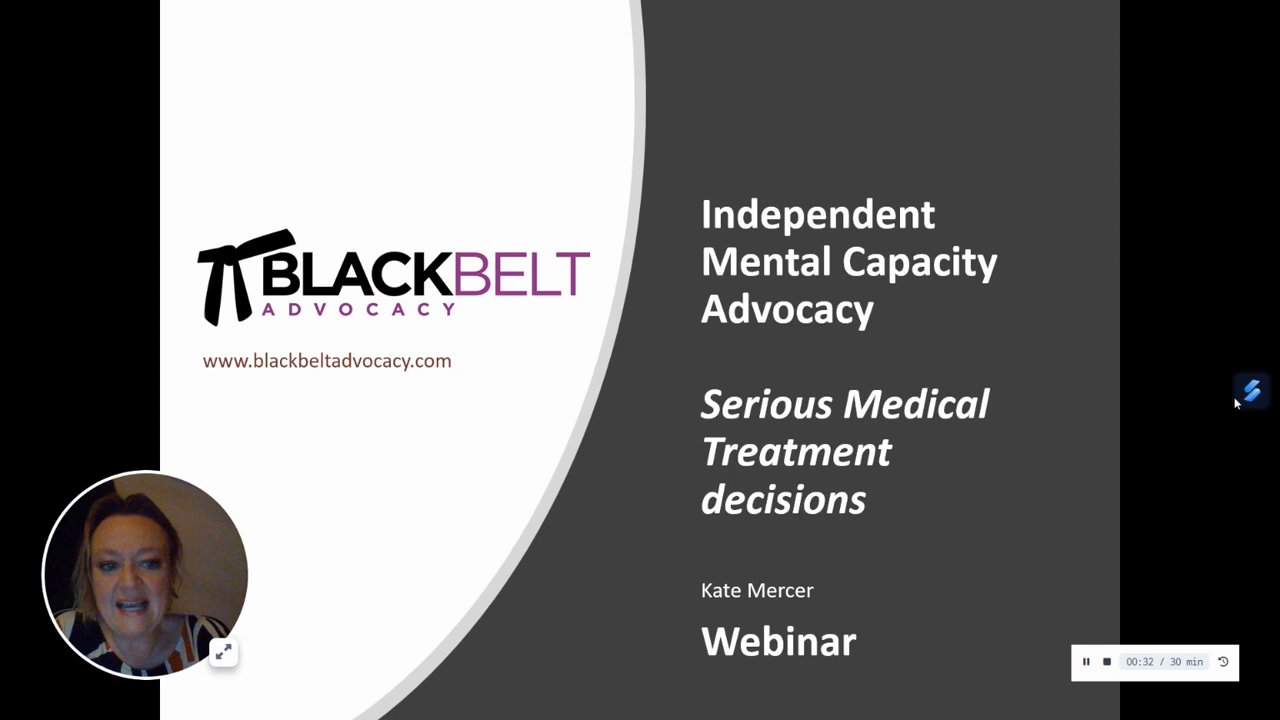 BLACKBELT
ADVOCACY
www.blackbeltadvocacy.com
Independent
Mental Capacity
Advocacy
Serious Medical
Treatment
decisions
Kate Mercer
Webinar
00:32 / 30 min